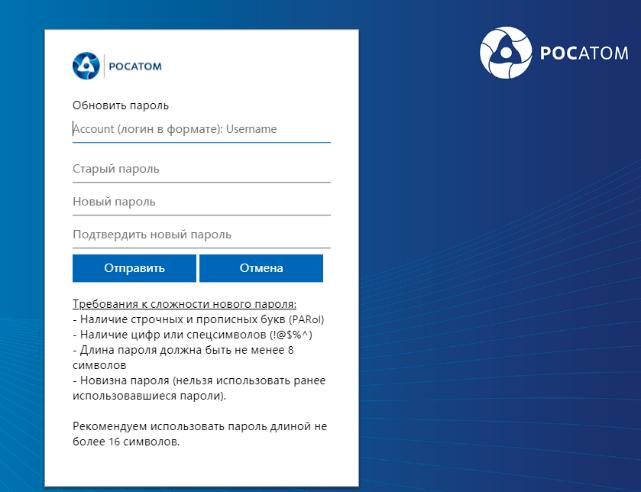 РОСАТОМ
РОСАТОМ
Обновить пароль
Account (логин в формате): Username
Старый пароль
Новый пароль
Подтвердить новый пароль
Отправить Отмена
Требования к сложности нового пароля:
- Наличие строчных и прописных букв (PARol)
- Наличие цифр или спецсимволов (!@$%^)
- Длина пароля должна быть не менее 8
символов
- Новизна пароля (нельзя использовать ранее
использовавшиеся пароли).
Рекомендуем использовать пароль длиной не
более 16 символов.